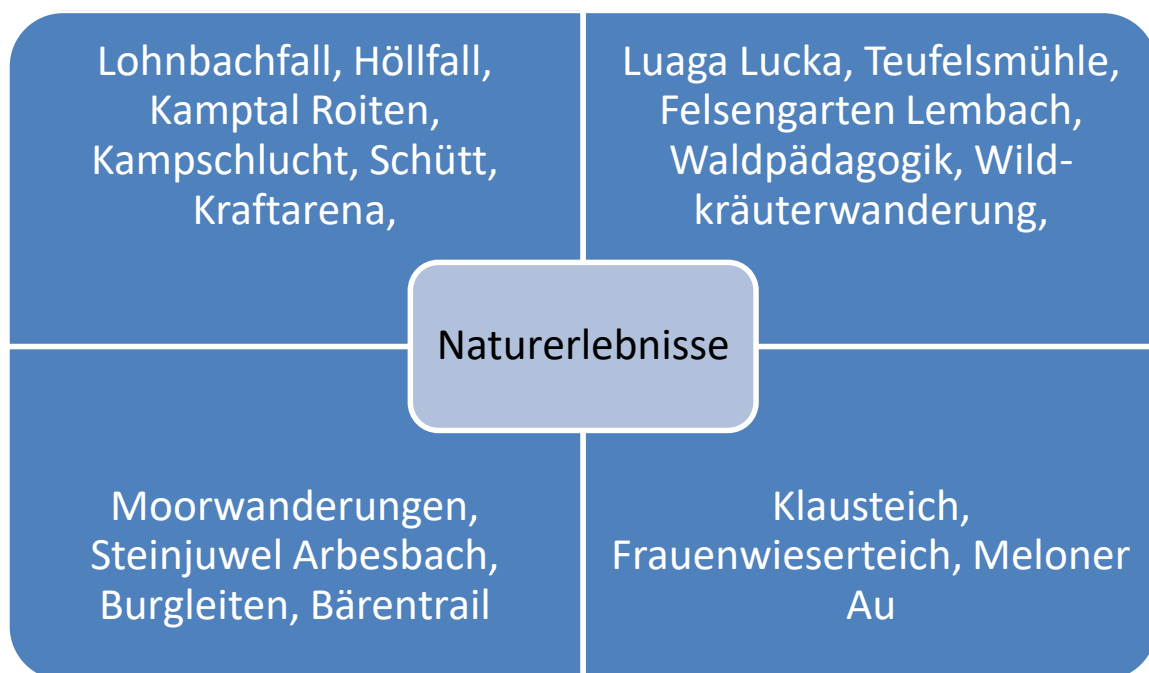 Lohnbachfall, Höllfall,
Kamptal Roiten,
Kampschlucht, Schütt,
Kraftarena,
Luaga Lucka, Teufelsmühle,
Felsengarten Lembach,
Waldpädagogik, Wild-
kräuterwanderung,
Naturerlebnisse
Moorwanderungen,
Steinjuwel Arbesbach,
Burgleiten, Bärentrail
Klausteich,
Frauenwieserteich, Meloner
Au